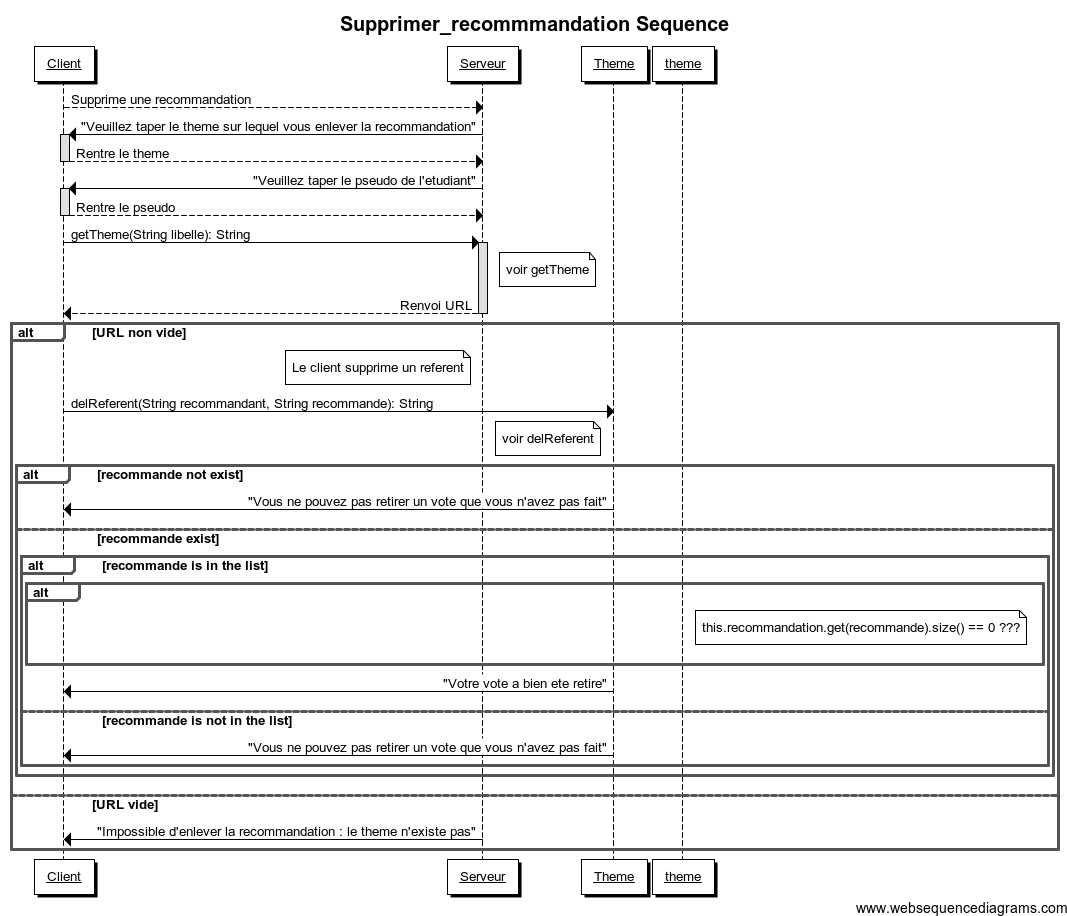 Supprimer_recommmandation Sequence
Client Serveur Theme theme
Supprime une recommandation
"Veuillez taper le theme sur lequel vous enlever la recommandation"
Rentre le theme
"Veuillez taper le pseudo de l'etudiant"
Rentre le pseudo
getTheme(String libelle): String
voir getTheme
Renvoi URL
alt [URL non vide]
Le client supprime un referent
delReferent(String recommandant, String recommande): String
voir delReferent
alt [recommande not exist]
"Vous ne pouvez pas retirer un vote que vous n'avez pas fait"
[recommande exist]
alt [recommande is in the list]
alt
this.recommandation.get(recommande).size() == 0 ???
"Votre vote a bien ete retire"
[recommande is not in the list]
"Vous ne pouvez pas retirer un vote que vous n'avez pas fait"
[URL vide]
"Impossible d'enlever la recommandation : le theme n'existe pas"
Client Serveur Theme theme
www.websequencediagrams.com